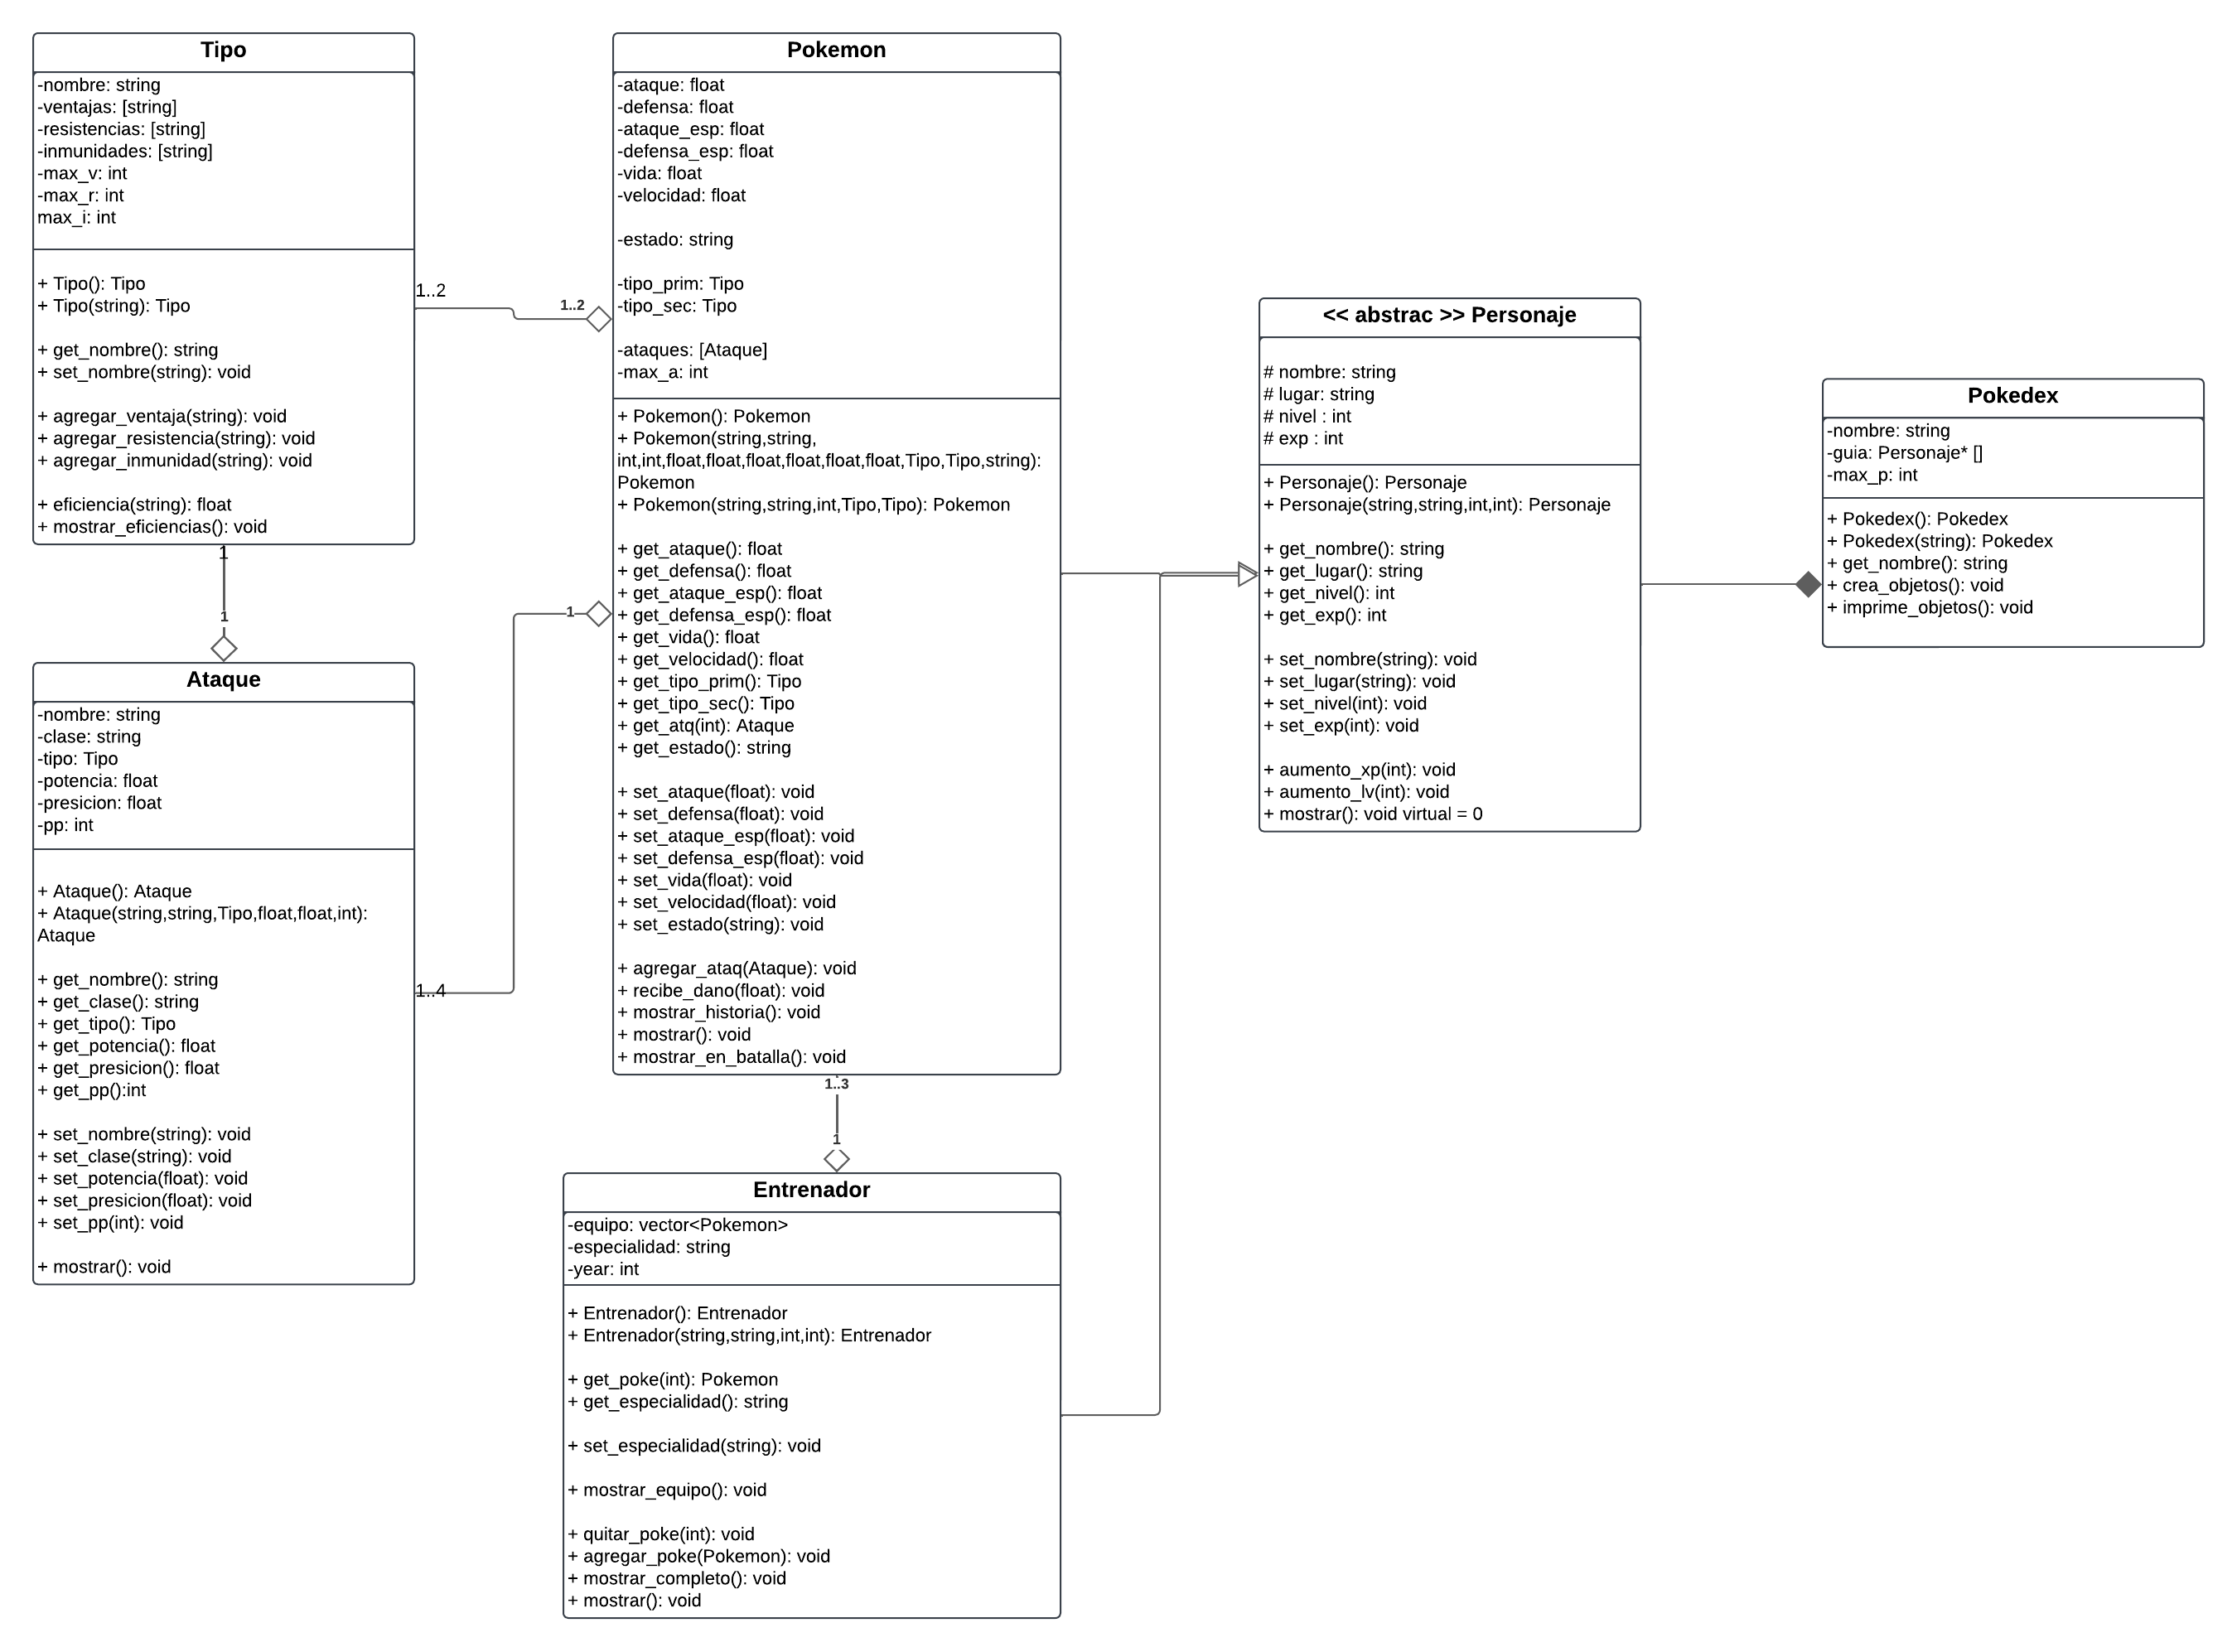 Tipo
-nombre: string
-ventajas: [string]
-resistencias: [string]
-inmunidades: [string]
-max_v: int
-max_r: int
max_i: int
+ Tipo(): Tipo
+ Tipo(string): Tipo
+ get_nombre(): string
+ set_nombre(string): void
+ agregar_ventaja(string): void
+ agregar_resistencia(string): void
+ agregar_inmunidad(string): void
+ eficiencia(string): float
+ mostrar_eficiencias(): void
1..2
1..2
1
1
Ataque
-nombre: string
-clase: string
-tipo: Tipo
-potencia: float
-presicion: float
-pp: int
+ Ataque(): Ataque
+ Ataque(string,string,Tipo,float,float,int):
Ataque
+ get_nombre(): string
+ get_clase(): string
+ get_tipo(): Tipo
+ get_potencia(): float
+ get_presicion(): float
+ get_pp():int
+ set_nombre(string): void
+ set_clase(string): void
+ set_potencia(float): void
+ set_presicion(float): void
+ set_pp(int): void
+ mostrar(): void
1..4
1
Pokemon
-ataque: float
-defensa: float
-ataque_esp: float
-defensa_esp: float
-vida: float
-velocidad: float
-estado: string
-tipo_prim: Tipo
-tipo_sec: Tipo
-ataques: [Ataque]
-max_a: int
+ Pokemon(): Pokemon
+ Pokemon(string,string,
int,int,float,float,float,float,float,float,Tipo,Tipo,string):
Pokemon
+ Pokemon(string,string,int,Tipo,Tipo): Pokemon
+ get_ataque(): float
+ get_defensa(): float
+ get_ataque_esp(): float
+ get_defensa_esp(): float
+ get_vida(): float
+ get_velocidad(): float
+ get_tipo_prim(): Tipo
+ get_tipo_sec(): Tipo
+ get_atq(int): Ataque
+ get_estado(): string
+ set_ataque(float): void
+ set_defensa(float): void
+ set_ataque_esp(float): void
+ set_defensa_esp(float): void
+ set_vida(float): void
+ set_velocidad(float): void
+ set_estado(string): void
+ agregar_ataq(Ataque): void
+ recibe_dano(float): void
+ mostrar_historia(): void
+ mostrar(): void
+ mostrar_en_batalla(): void
1..3
1
Entrenador
-equipo: vector<Pokemon>
-especialidad: string
-year: int
+ Entrenador(): Entrenador
+ Entrenador(string,string,int,int): Entrenador
+ get_poke(int): Pokemon
+ get_especialidad(): string
+ set_especialidad(string): void
+ mostrar_equipo(): void
+ quitar_poke(int): void
+ agregar_poke(Pokemon): void
+ mostrar_completo(): void
+ mostrar(): void
<< abstrac >> Personaje
# nombre: string
# lugar: string
# nivel : int
# exp : int
+ Personaje(): Personaje
+ Personaje(string,string,int,int): Personaje
+ get_nombre(): string
+ get_lugar(): string
+ get_nivel(): int
+ get_exp(): int
+ set_nombre(string): void
+ set_lugar(string): void
+ set_nivel(int): void
+ set_exp(int): void
+ aumento_xp(int): void
+ aumento_lv(int): void
+ mostrar(): void virtual = 0
Pokedex
-nombre: string
-guia: Personaje* []
-max_p: int
+ Pokedex(): Pokedex
+ Pokedex(string): Pokedex
+ get_nombre(): string
+ crea_objetos(): void
+ imprime_objetos(): void